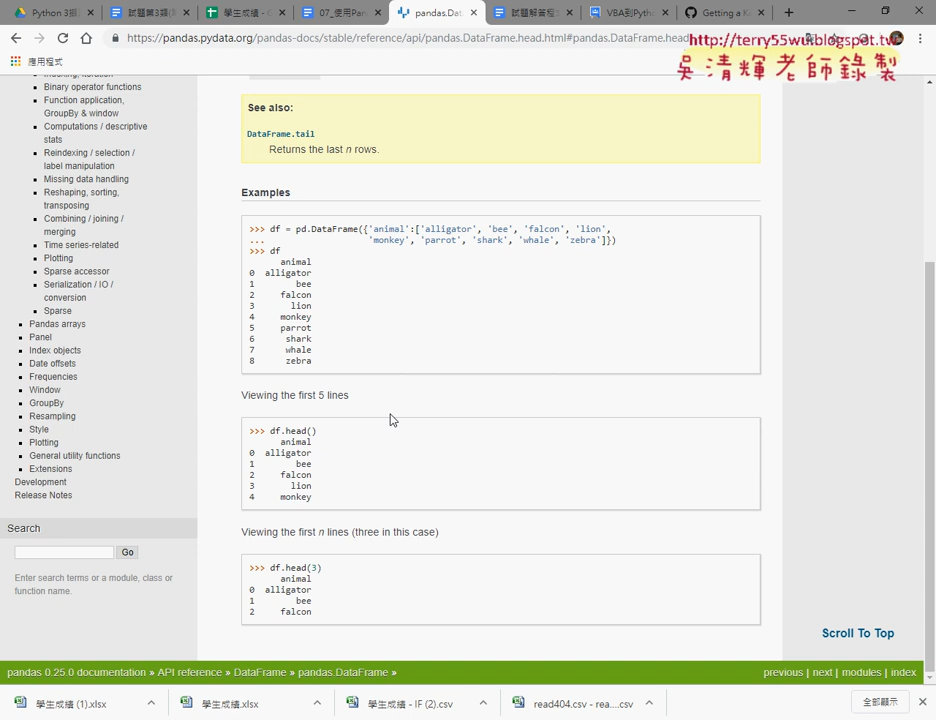 Python 3擷
試題第3類(
學生成績 - G
07_使用Pan
pandas.Data
試題解答程
VBA到Pytho
Getting a K
https://pandas.pydata.org/pandas-docs/stable/reference/api/pandas.DataFrame.head.html#pandas.DataFrame.head
http://terry55wu.blogspot.tw
應用程式
吳清輝老師錄製
Binary operator functions
Function application,
GroupBy & window
Computations / descriptive
stats
Reindexing / selection /
label manipulation
Missing data handling
Reshaping, sorting,
transposing
Combining / joining /
merging
Time series-related
Plotting
Sparse accessor
Serialization / IO /
conversion
Sparse
Pandas arrays
Panel
Index objects
Date offsets
Frequencies
Window
GroupBy
Resampling
Style
Plotting
General utility functions
Extensions
Development
Release Notes
Search
Go
Enter search terms or a module, class or
function name.
See also:
DataFrame.tail
Returns the last n rows.
Examples
>>> df = pd.DataFrame({'animal':['alligator', 'bee', 'falcon', 'lion',
... 'monkey', 'parrot', 'shark', 'whale', 'zebra']})
>>> df
animal
0 alligator
1 bee
2 falcon
3 lion
4 monkey
5 parrot
6 shark
7 whale
8 zebra
Viewing the first 5 lines
>>> df.head()
animal
0 alligator
1 bee
2 falcon
3 lion
4 monkey
Viewing the first n lines (three in this case)
>>> df.head(3)
animal
0 alligator
1 bee
2 falcon
Scroll To Top
pandas 0.25.0 documentation » API reference » DataFrame » pandas.DataFrame »
previous | next | modules | index
學生成績 (1).xlsx
學生成績.xlsx
學生成績 - IF (2).csv
read404.csv - rea....csv
全部顯示